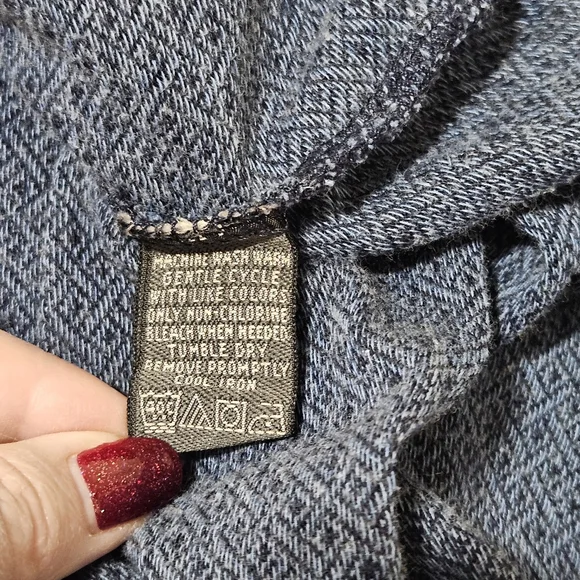 WASH WARM
GENTLE CYCLE
WITH LIKE COLORS
ONLY NON-CHLORINE
BLEACH WHEN NEEDED
TUMBLE DRY
REMOVE PROMPTLY
COOL IRON